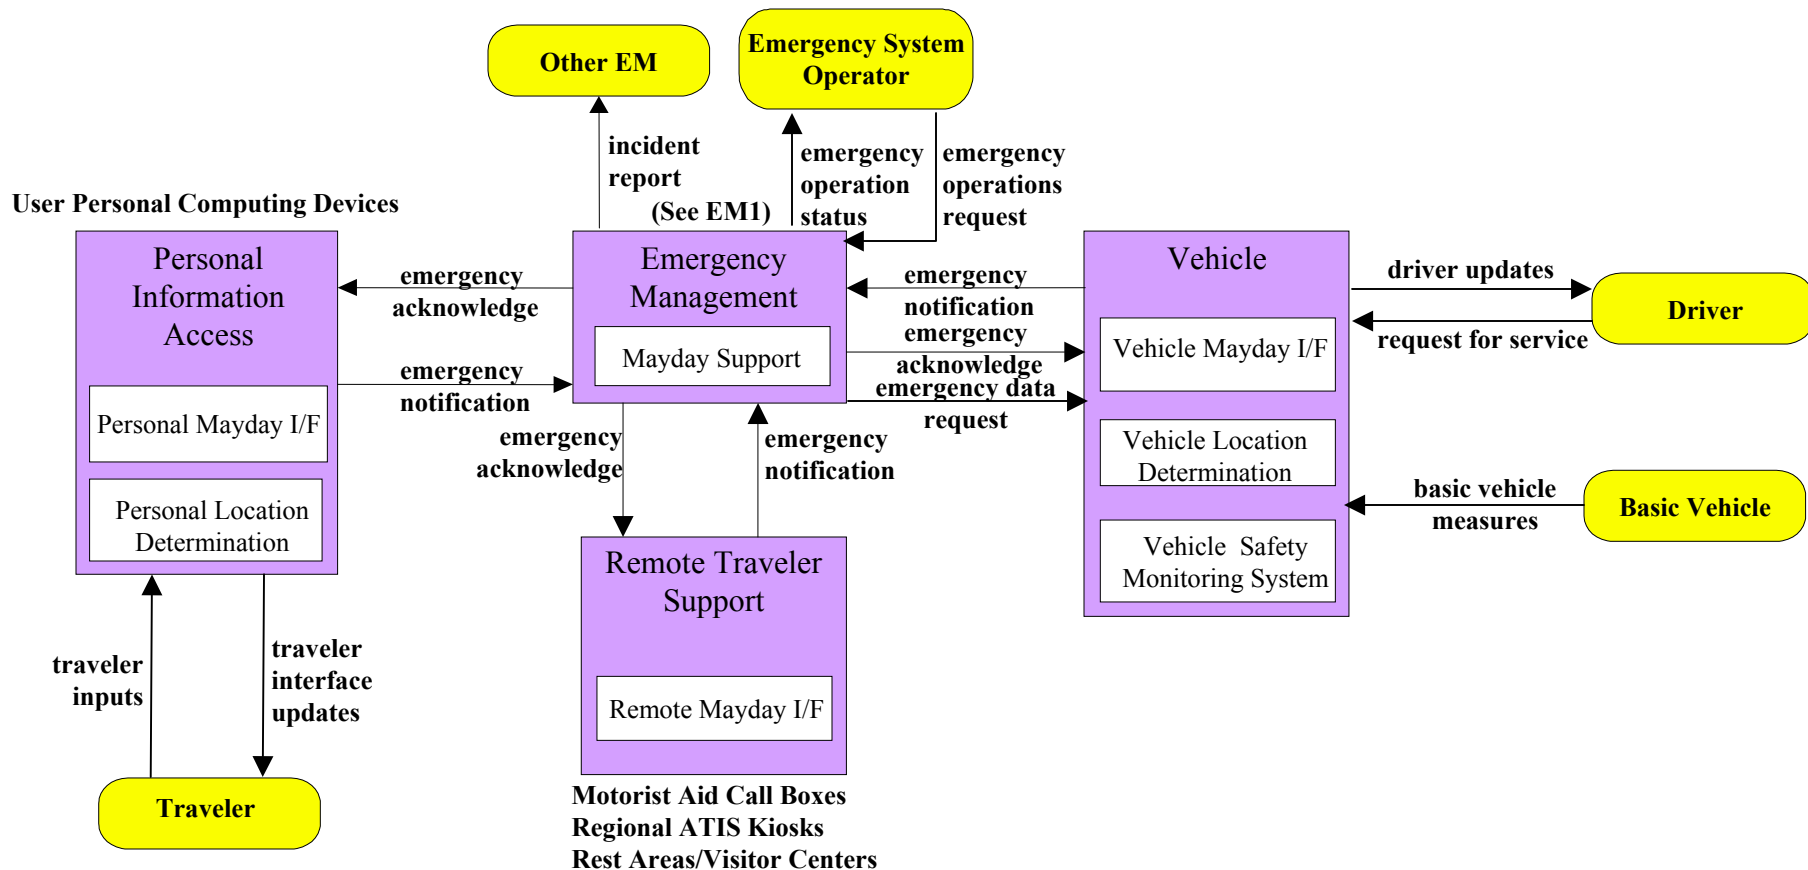 Other EM
Emergency System
Operator
incident
report
(See EM1)
emergency
operation
status
emergency
operations
request
User Personal Computing Devices
Personal
Information
Access
Personal Mayday I/F
Personal Location
Determination
emergency
acknowledge
emergency
notification
Emergency
Management
Mayday Support
emergency
notification
emergency
acknowledge
emergency data
request
Vehicle
Vehicle Mayday I/F
Vehicle Location
Determination
Vehicle Safety
Monitoring System
driver updates
request for service
Driver
basic vehicle
measures
Basic Vehicle
emergency
acknowledge
emergency
notification
Remote Traveler
Support
Remote Mayday I/F
traveler
inputs
traveler
interface
updates
Traveler
Motorist Aid Call Boxes
Regional ATIS Kiosks
Rest Areas/Visitor Centers